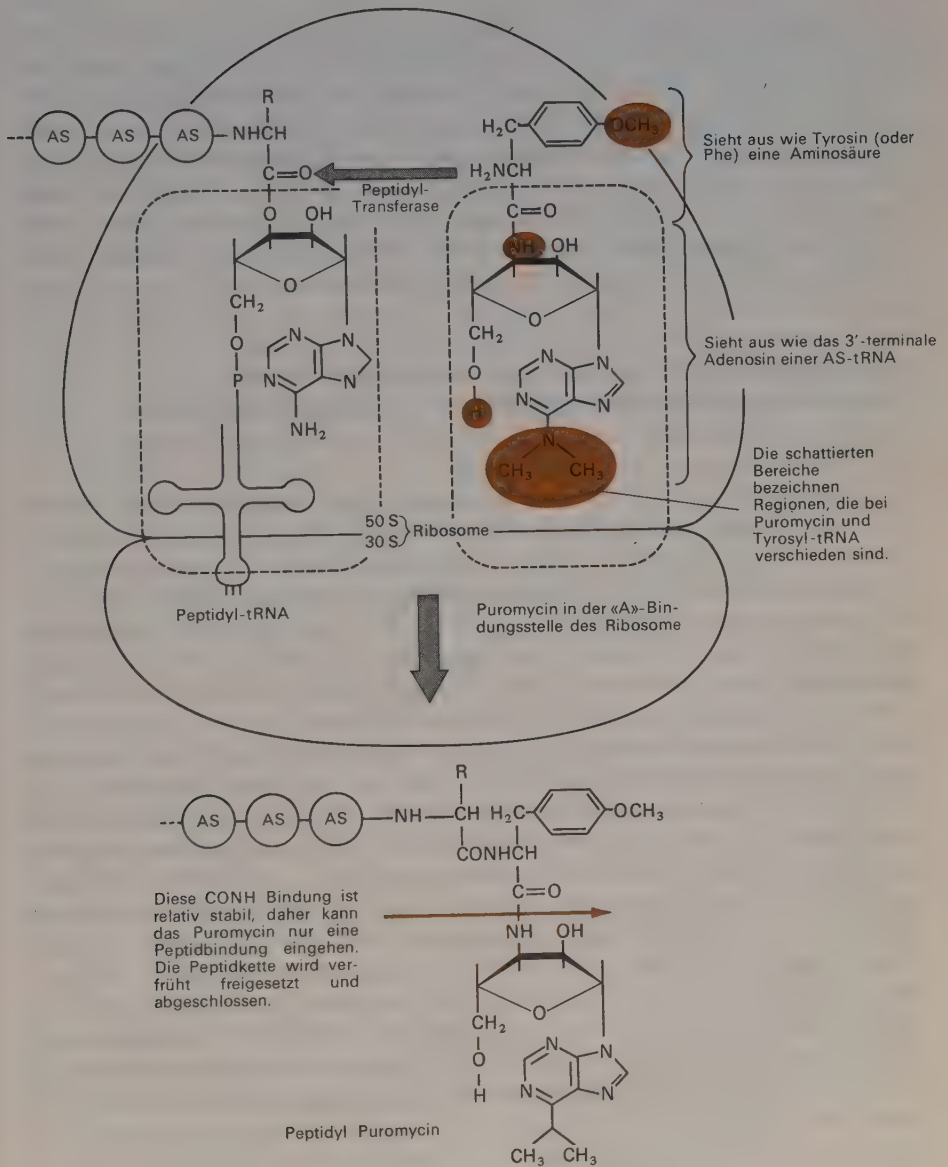 R
AS
AS
AS
NHCH
C=O
O OH
O
CH₂
O
P
N
N
N
N
NH₂
Peptidyl-tRNA
Peptidyl-
Transferase
H₂C
OCH₃
H₂NCH
C=O
NH OH
O
CH₂
O
H
N
N
N
N
N
CH₃ CH₃
50 S
30 S
Ribosome
Sieht aus wie Tyrosin (oder
Phe) eine Aminosäure
Sieht aus wie das 3'-terminale
Adenosin einer AS-tRNA
Die schattierten
Bereiche
bezeichnen
Regionen, die bei
Puromycin und
Tyrosyl-tRNA
verschieden sind.
Puromycin in der «A»-Bin-
dungsstelle des Ribosome
R
AS
AS
AS
NH
CH H₂C
OCH₃
CONHCH
C=O
NH OH
O
CH₂
O
H
N
N
N
N
CH₃ CH₃
Diese CONH Bindung ist
relativ stabil, daher kann
das Puromycin nur eine
Peptidbindung eingehen.
Die Peptidkette wird ver-
früht freigesetzt und
abgeschlossen.
Peptidyl Puromycin